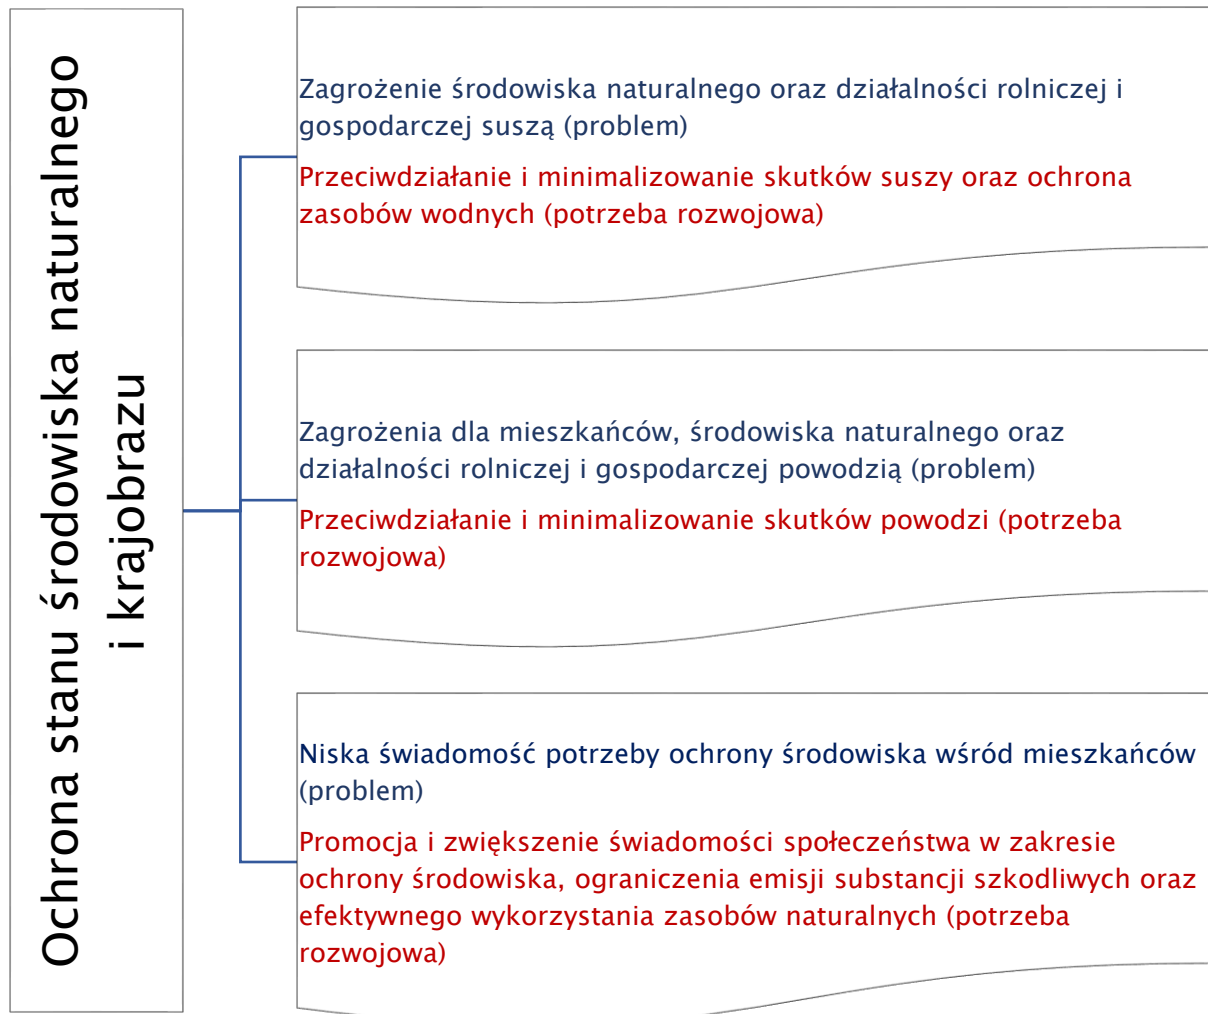 Ochrona stanu środowiska naturalnego
i krajobrazu
Zagrożenie środowiska naturalnego oraz działalności rolniczej i
gospodarczej suszą (problem)
Przeciwdziałanie i minimalizowanie skutków suszy oraz ochrona
zasobów wodnych (potrzeba rozwojowa)
Zagrożenia dla mieszkańców, środowiska naturalnego oraz
działalności rolniczej i gospodarczej powodzią (problem)
Przeciwdziałanie i minimalizowanie skutków powodzi (potrzeba
rozwojowa)
Niska świadomość potrzeby ochrony środowiska wśród mieszkańców
(problem)
Promocja i zwiększenie świadomości społeczeństwa w zakresie
ochrony środowiska, ograniczenia emisji substancji szkodliwych oraz
efektywnego wykorzystania zasobów naturalnych (potrzeba
rozwojowa)